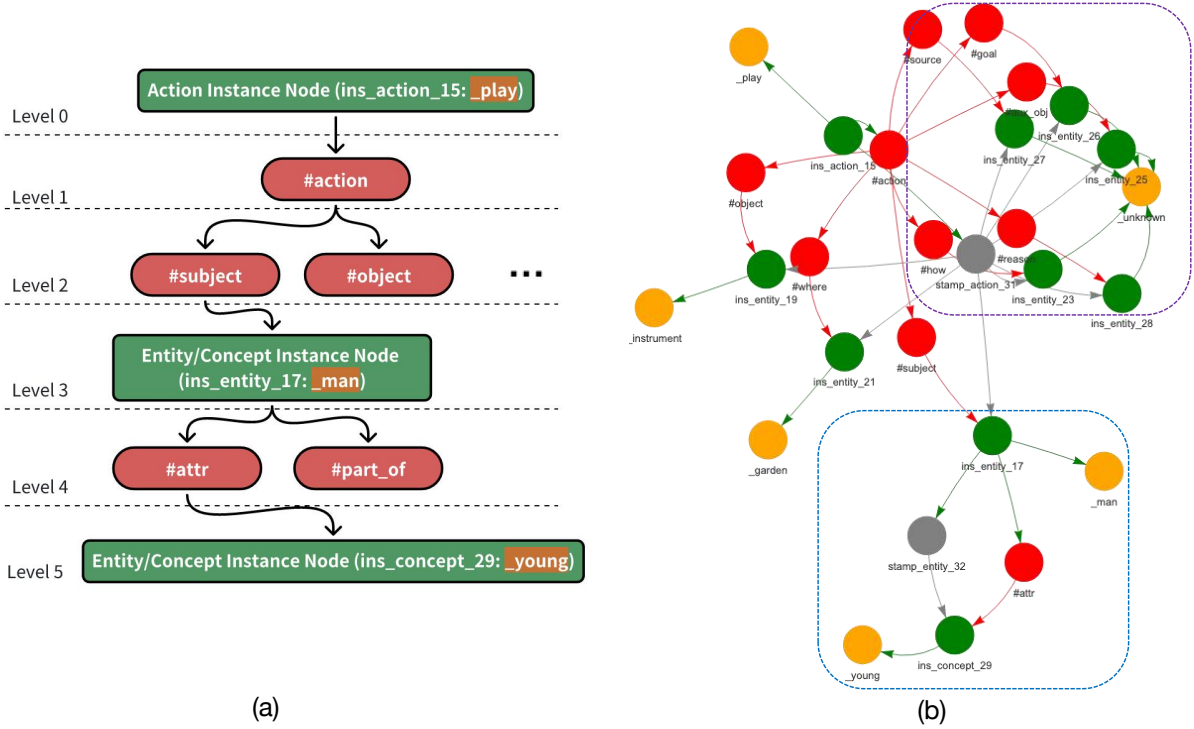 Action Instance Node (ins_action_15: _play)
Level 0
#action
Level 1
#subject
#object
...
Level 2
Entity/Concept Instance Node
(ins_entity_17: _man)
Level 3
#attr
#part_of
Level 4
Entity/Concept Instance Node (ins_concept_29: _young)
Level 5
(a)
_play
#source
#goal
#aux_obj
ins_entity_26
ins_entity_27
ins_action_15
#action
ins_entity_25
#object
_unknown
#how
#reason
stamp_action_31
ins_entity_19
#where
ins_entity_23
ins_entity_28
_instrument
#subject
ins_entity_21
_garden
ins_entity_17
_man
stamp_entity_32
#attr
ins_concept_29
_young
(b)